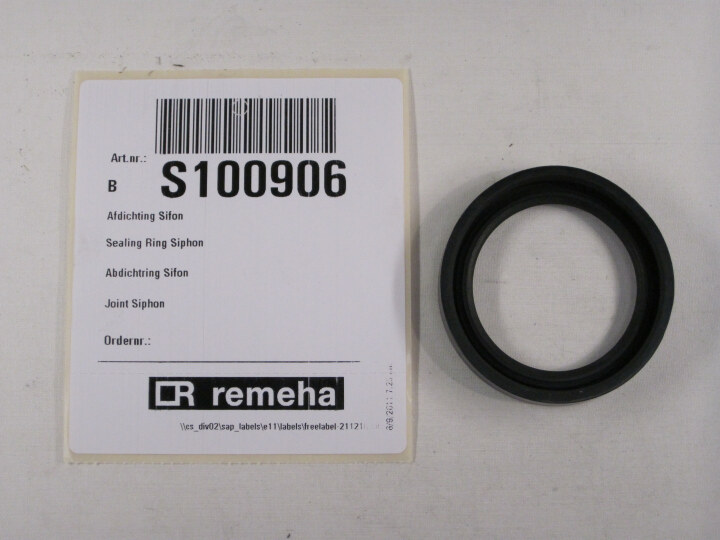 Art.nr.:
B S100906
Afdichting Sifon
Sealing Ring Siphon
Abdichtring Sifon
Joint Siphon
Ordernr.:
remeha
\\cs_div02\sap_labels\e11\labels\freelabel-2112